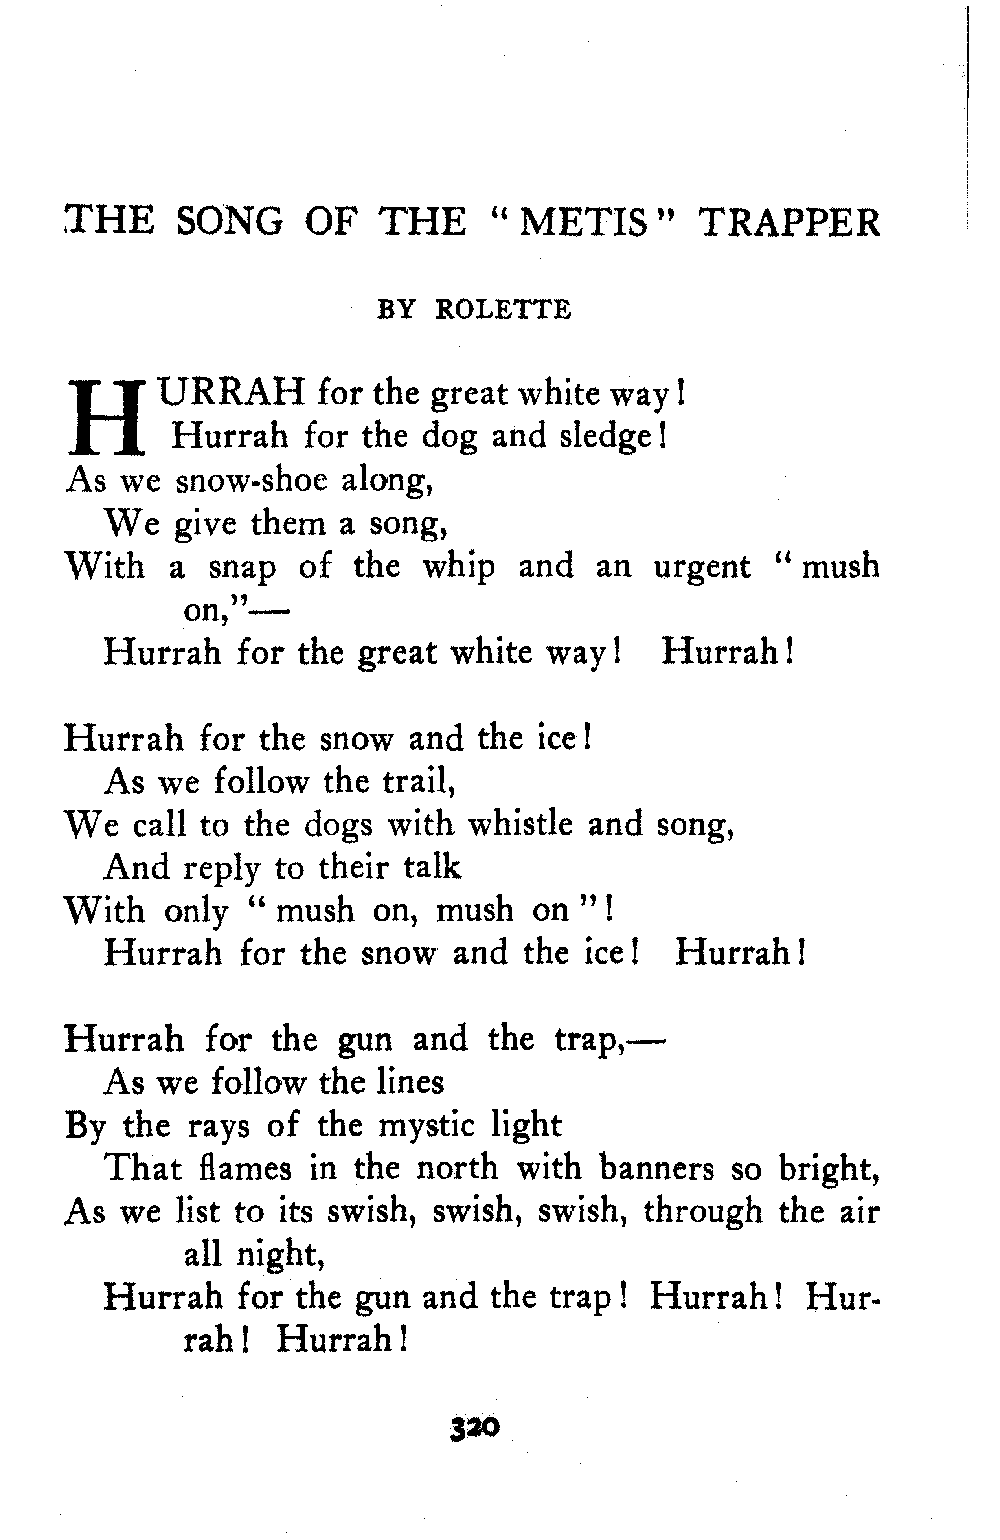 THE SONG OF THE “ METIS ” TRAPPER
BY ROLETTE
HURRAH for the great white way!
Hurrah for the dog and sledge!
As we snow-shoe along,
We give them a song,
With a snap of the whip and an urgent “ mush
on,”—
Hurrah for the great white way! Hurrah!
Hurrah for the snow and the ice!
As we follow the trail,
We call to the dogs with whistle and song,
And reply to their talk
With only “ mush on, mush on ”!
Hurrah for the snow and the ice! Hurrah!
Hurrah for the gun and the trap,—
As we follow the lines
By the rays of the mystic light
That flames in the north with banners so bright,
As we list to its swish, swish, swish, through the air
all night,
Hurrah for the gun and the trap! Hurrah! Hur-
rah! Hurrah!
320